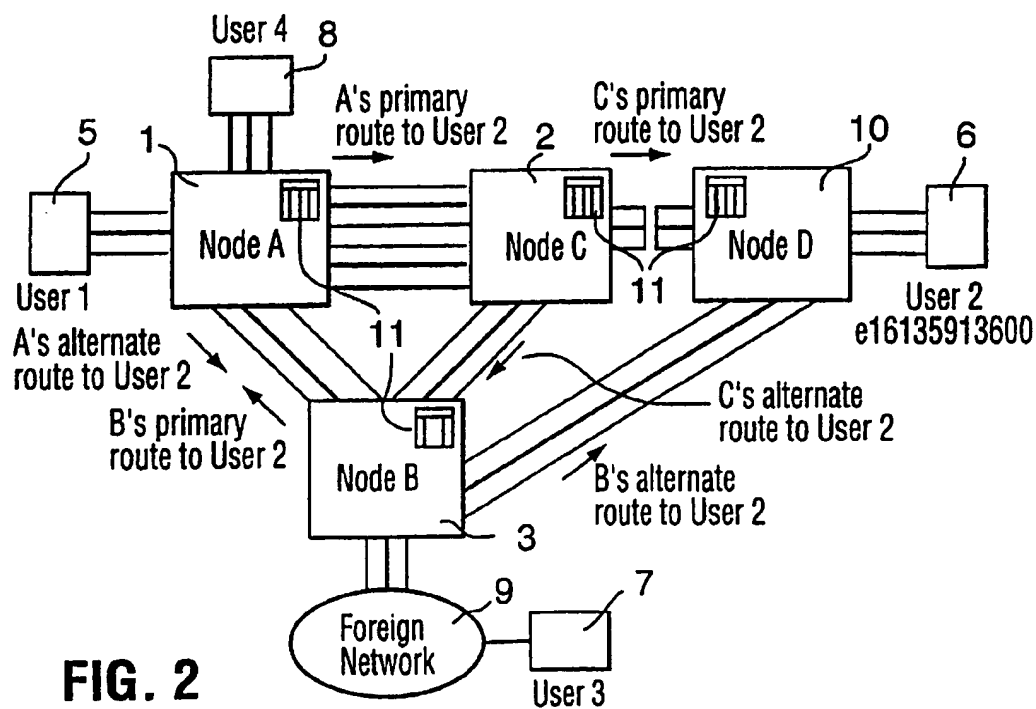 User 4
8
A's primary
route to User 2
C's primary
route to User 2
5
1
2
10
6
Node A
Node C
Node D
User 1
11
11
User 2
e16135913600
A's alternate
route to User 2
B's primary
route to User 2
C's alternate
route to User 2
Node B
B's alternate
route to User 2
3
9
7
Foreign
Network
User 3
FIG. 2